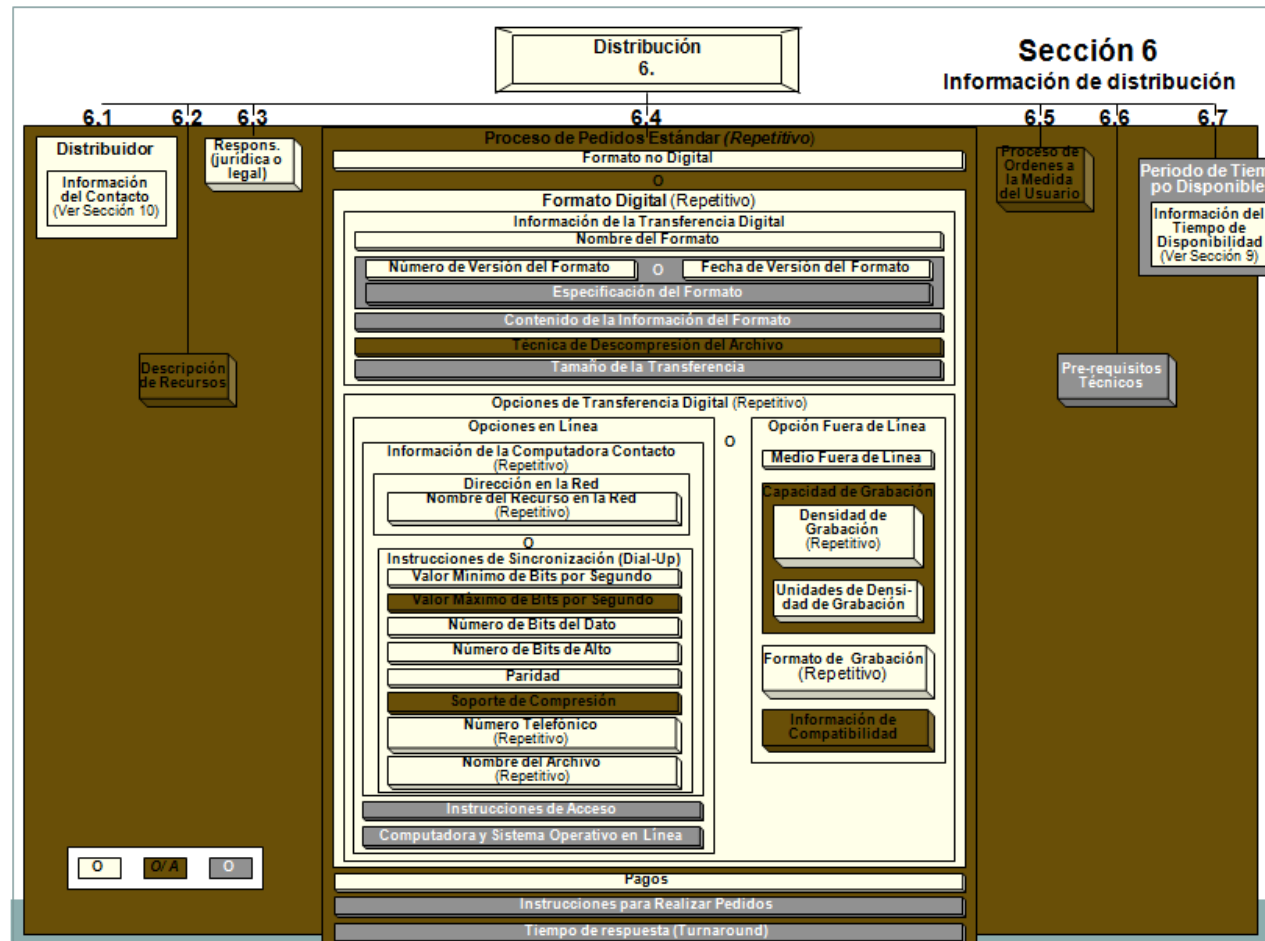 Distribución
6.
Sección 6
Información de distribución
6.1
6.2
6.3
6.4
6.5
6.6
6.7
Distribuidor
Información
del Contacto
(Ver Sección 10)
Descripción
de Recursos
Respons.
(jurídica o
legal)
Proceso de Pedidos Estándar (Repetitivo)
Formato no Digital
O
Formato Digital (Repetitivo)
Información de la Transferencia Digital
Nombre del Formato
Número de Versión del Formato
O
Fecha de Versión del Formato
Especificación del Formato
Contenido de la Información del Formato
Técnica de Descompresión del Archivo
Tamaño de la Transferencia
Opciones de Transferencia Digital (Repetitivo)
Opciones en Línea
Información de la Computadora Contacto
(Repetitivo)
Dirección en la Red
Nombre del Recurso en la Red
(Repetitivo)
O
Instrucciones de Sincronización (Dial-Up)
Valor Mínimo de Bits por Segundo
Valor Máximo de Bits por Segundo
Número de Bits del Dato
Número de Bits de Alto
Paridad
Soporte de Compresión
Número Telefónico
(Repetitivo)
Nombre del Archivo
(Repetitivo)
Instrucciones de Acceso
Computadora y Sistema Operativo en Línea
O
Opción Fuera de Línea
Medio Fuera de Línea
Capacidad de Grabación
Densidad de
Grabación
(Repetitivo)
Unidades de Densi-
dad de Grabación
Formato de Grabación
(Repetitivo)
Información de
Compatibilidad
Pagos
Instrucciones para Realizar Pedidos
Tiempo de respuesta (Turnaround)
Proceso de
Ordenes a
la Medida
del Usuario
Pre-requisitos
Técnicos
Periodo de Tiem
po Disponible
Información del
Tiempo de
Disponibilidad
(Ver Sección 9)
O
O/A
O